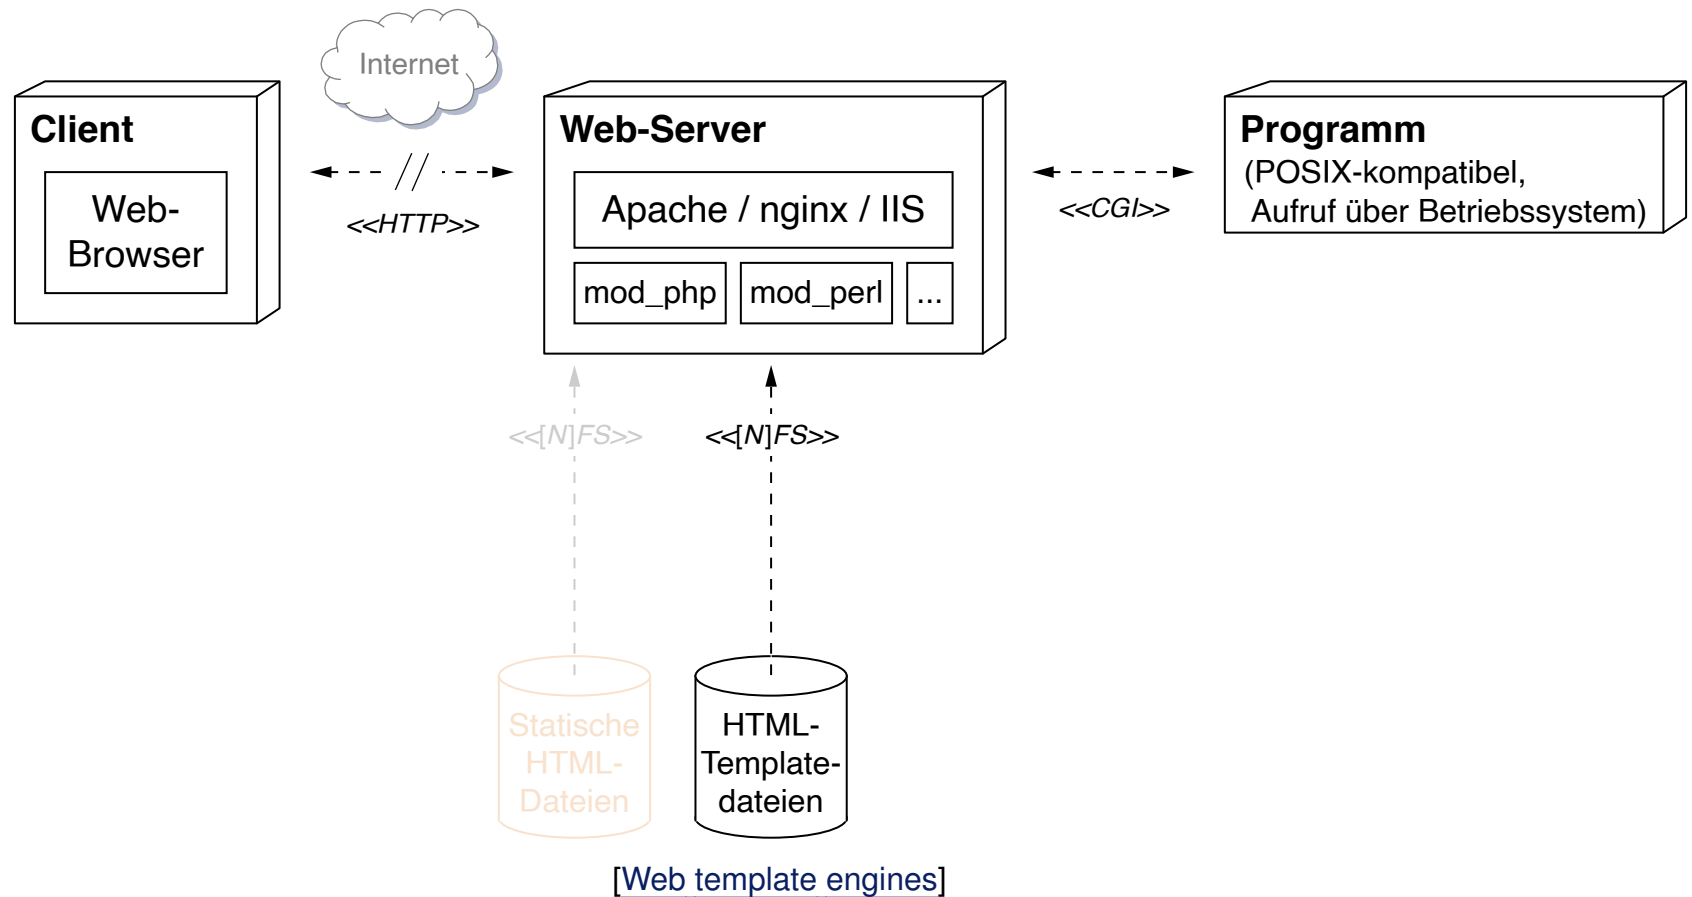 Internet
Client
Web-
Browser
<<HTTP>>
Web-Server
Apache / nginx / IIS
mod_php
mod_perl
...
<<CGI>>
Programm
(POSIX-kompatibel,
Aufruf über Betriebssystem)
<<[N]FS>>
<<[N]FS>>
Statische
HTML-
Dateien
HTML-
Template-
dateien
[Web template engines]